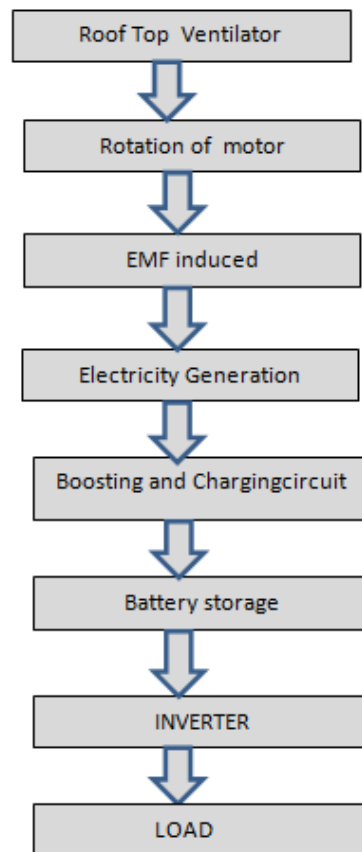 Roof Top Ventilator
Rotation of motor
EMF induced
Electricity Generation
Boosting and Chargingcircuit
Battery storage
INVERTER
LOAD